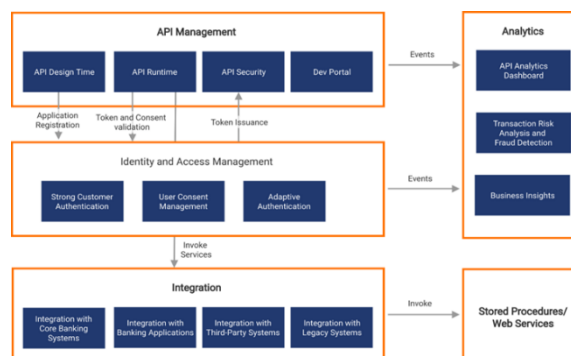 API Management
API Design Time
API Runtime
API Security
Dev Portal
Events
Analytics
API Analytics
Dashboard
Transaction Risk
Analysis and
Fraud Detection
Business Insights
Application
Registration
Token and Consent
validation
Token Issuance
Identity and Access Management
Strong Customer
Authentication
User Consent
Management
Adaptive
Authentication
Events
Invoke
Services
Integration
Integration with
Core Banking
Systems
Integration with
Banking Applications
Integration with
Third-Party Systems
Integration with
Legacy Systems
Invoke
Stored Procedures/
Web Services